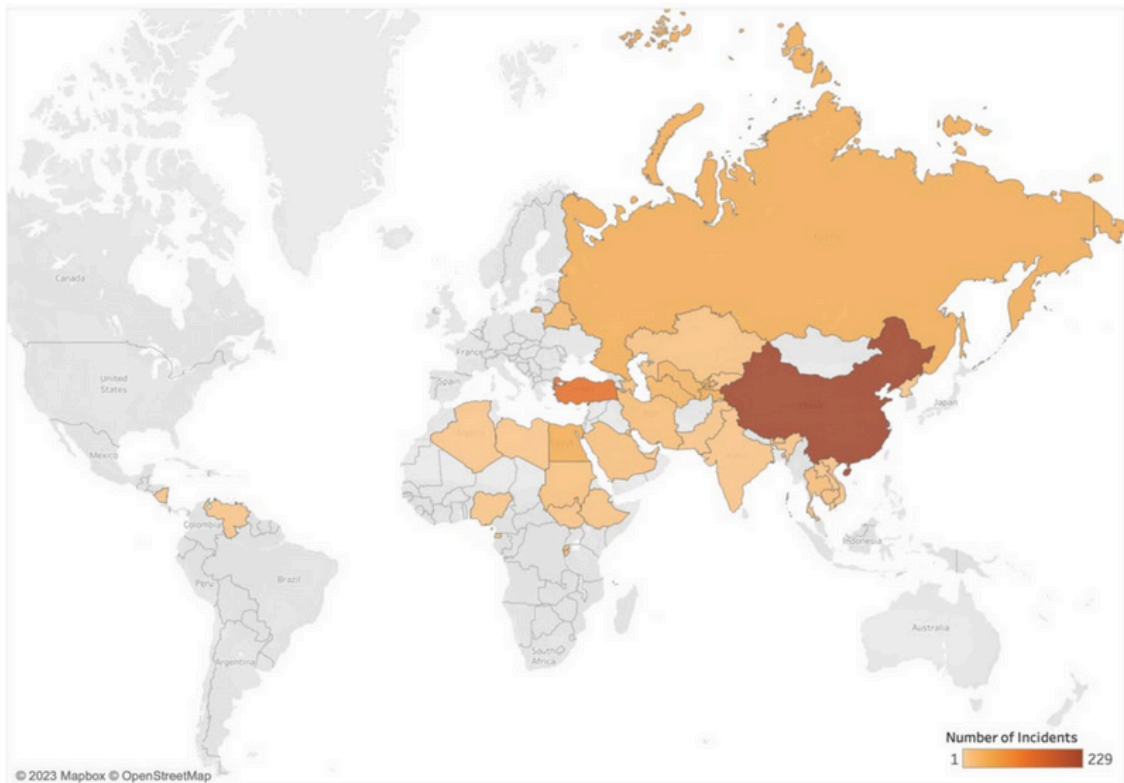 Canada
United
States
Mexico
Colombia
Peru
Brazil
Argentina
France
Spain
South
Africa
China
Japan
Indonesia
Australia
Number of Incidents
1 229
© 2023 Mapbox © OpenStreetMap